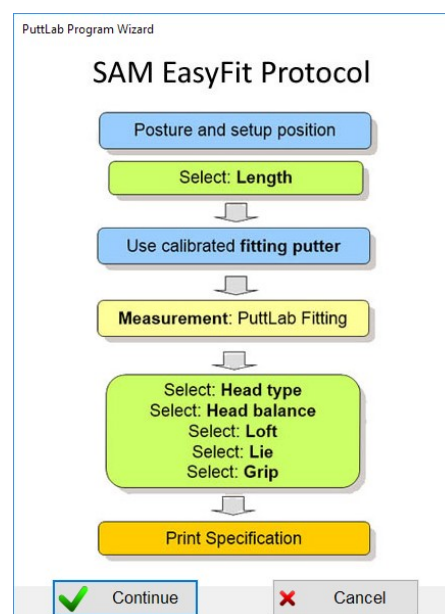 PuttLab Program Wizard
SAM EasyFit Protocol
Posture and setup position
Select: Length
Use calibrated fitting putter
Measurement: PuttLab Fitting
Select: Head type
Select: Head balance
Select: Loft
Select: Lie
Select: Grip
Print Specification
Continue
Cancel